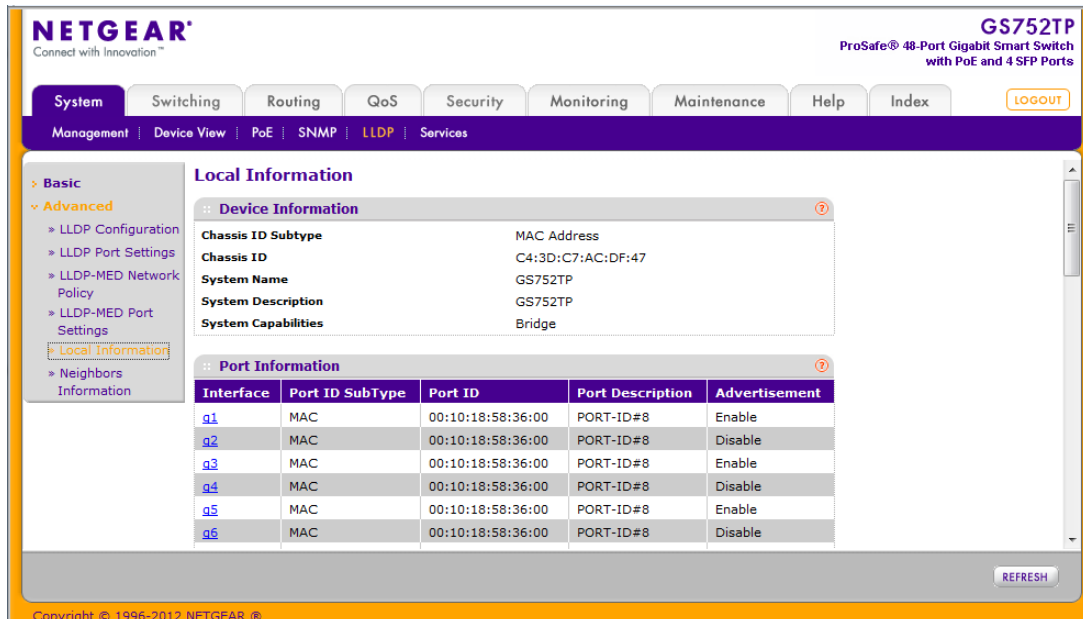 NETGEAR®
Connect with Innovation™
GS752TP
ProSafe® 48-Port Gigabit Smart Switch
with PoE and 4 SFP Ports
System Switching Routing QoS Security Monitoring Maintenance Help Index LOGOUT
Management Device View PoE SNMP LLDP Services
Basic
Advanced
» LLDP Configuration
» LLDP Port Settings
» LLDP-MED Network
Policy
» LLDP-MED Port
Settings
» Local Information
» Neighbors
Information
Local Information
Device Information ?
Chassis ID Subtype MAC Address
Chassis ID C4:3D:C7:AC:DF:47
System Name GS752TP
System Description GS752TP
System Capabilities Bridge
Port Information ?
Interface Port ID SubType Port ID Port Description Advertisement
g1 MAC 00:10:18:58:36:00 PORT-ID#8 Enable
g2 MAC 00:10:18:58:36:00 PORT-ID#8 Disable
g3 MAC 00:10:18:58:36:00 PORT-ID#8 Enable
g4 MAC 00:10:18:58:36:00 PORT-ID#8 Disable
g5 MAC 00:10:18:58:36:00 PORT-ID#8 Enable
g6 MAC 00:10:18:58:36:00 PORT-ID#8 Disable
REFRESH
Copyright © 1996-2012 NETGEAR ®